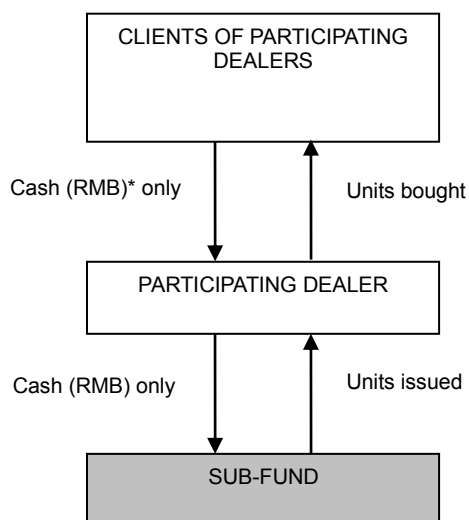 CLIENTS OF PARTICIPATING
DEALERS
Cash (RMB)* only
Units bought
PARTICIPATING DEALER
Cash (RMB) only
Units issued
SUB-FUND